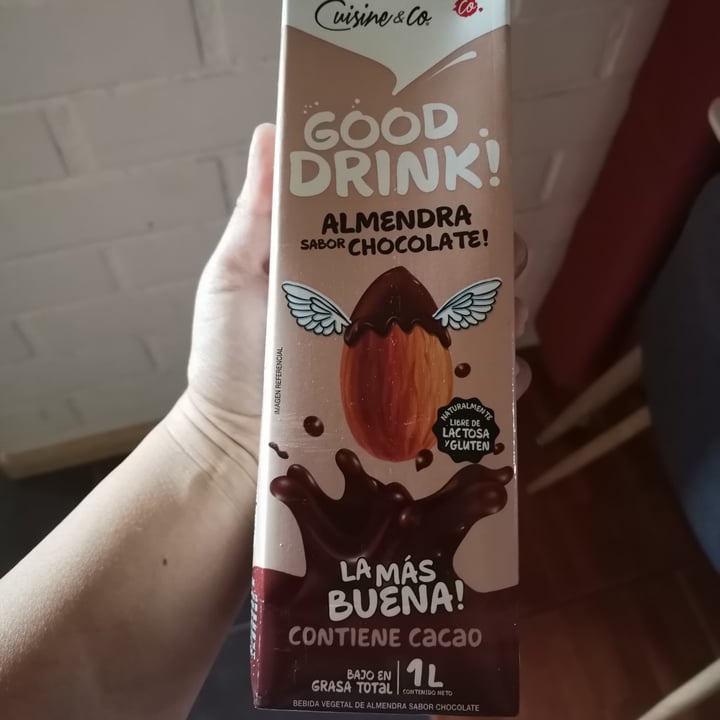 Cuisine & Co.
Co.
GOOD
DRINK!
ALMENDRA
SABOR CHOCOLATE!
IMAGEN REFERENCIAL
NATURALMENTE
LIBRE DE
LACTOSA
Y GLUTEN
LA MÁS
BUENA!
CONTIENE CACAO
BAJO EN
GRASA TOTAL
1L
CONTENIDO NETO
BEBIDA VEGETAL DE ALMENDRA SABOR CHOCOLATE